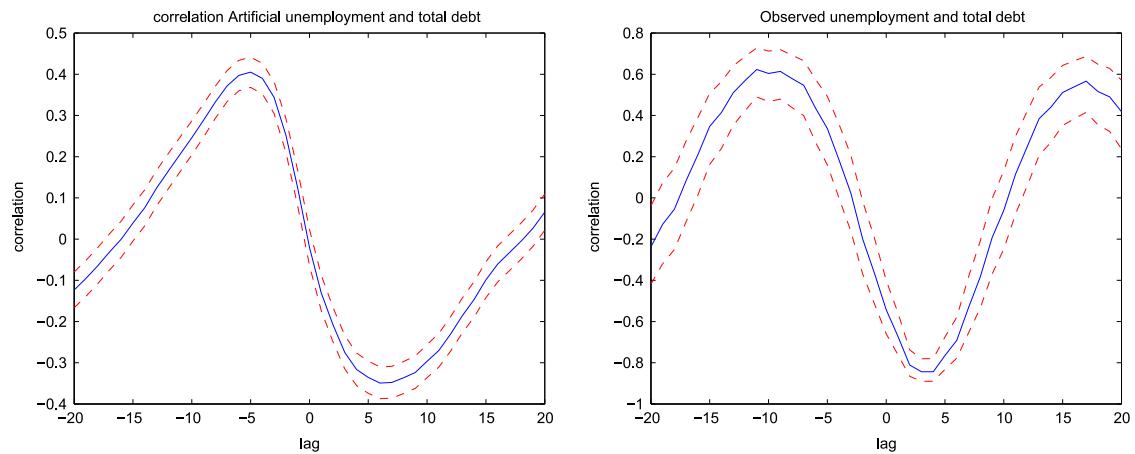 correlation Artificial unemployment and total debt
0.5
0.4
0.3
0.2
0.1
0
−0.1
−0.2
−0.3
−0.4
correlation
−20 −15 −10 −5 0 5 10 15 20
lag
Observed unemployment and total debt
0.8
0.6
0.4
0.2
0
−0.2
−0.4
−0.6
−0.8
−1
correlation
−20 −15 −10 −5 0 5 10 15 20
lag